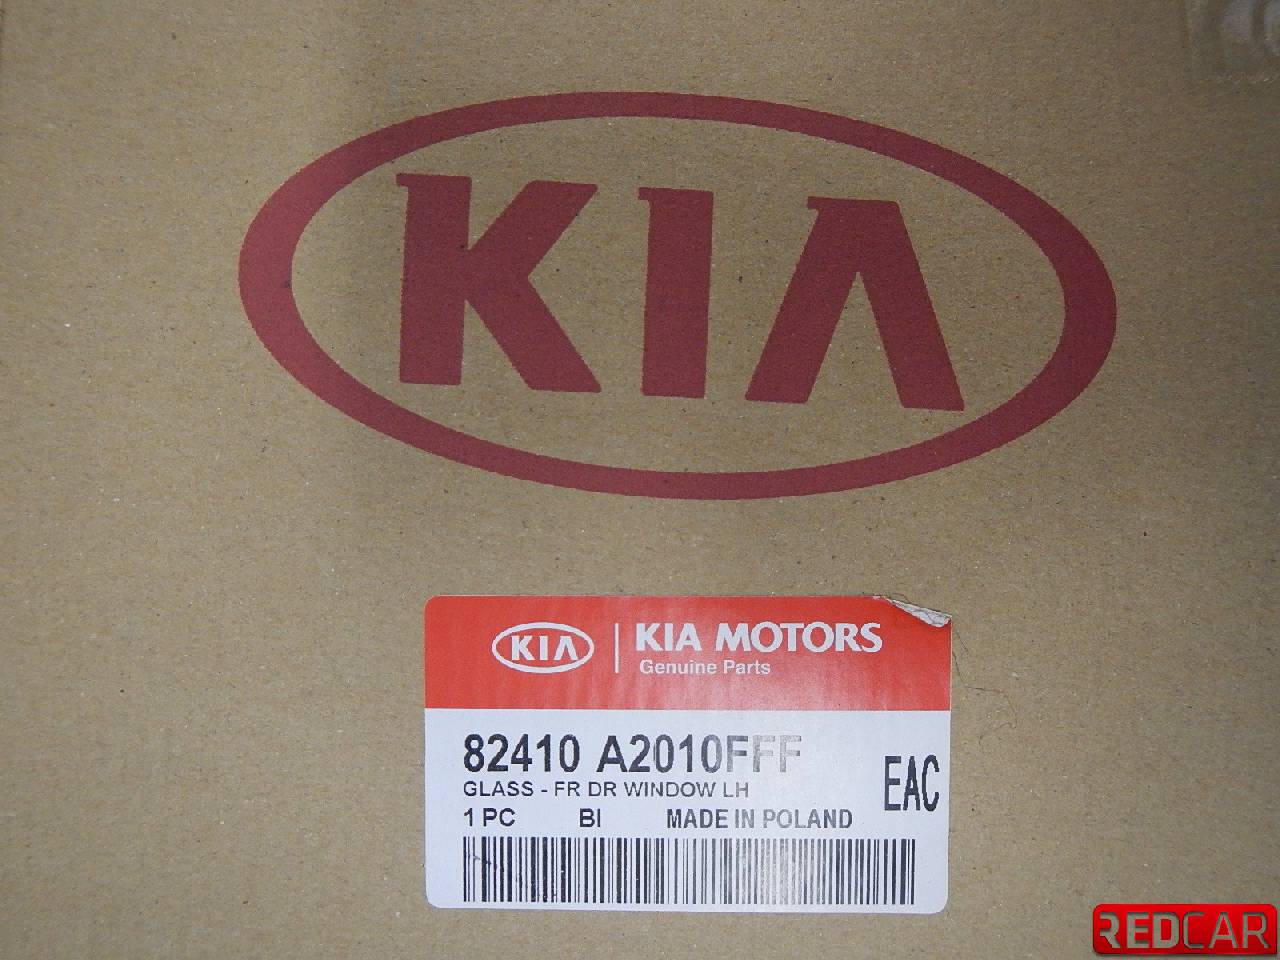 KIA
KIA | KIA MOTORS
Genuine Parts
82410 A2010FFF
GLASS - FR DR WINDOW LH
EAC
1 PC BI MADE IN POLAND
REDCAR